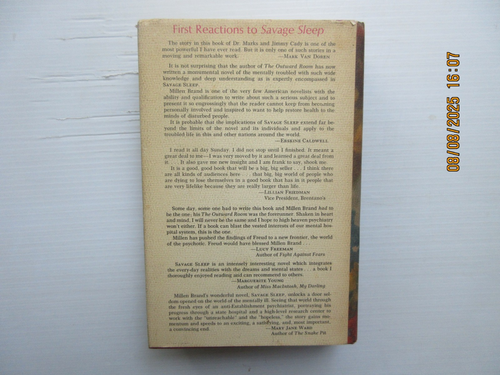 First Reactions to Savage Sleep
The story in this book of Dr. Marks and Jimmy Cady is one of the
most powerful I have ever read. But it is only one of such stories in a
moving and remarkable work.
—MARK VAN DOREN
It is not surprising that the author of The Outward Room has now
written a monumental novel of the mentally troubled with such wide
knowledge and deep understanding as is expertly encompassed in
SAVAGE SLEEP.
Millen Brand is one of the very few American novelists with the
ability and qualification to write about such a serious subject and to
present it so engrossingly that the reader cannot keep from becoming
personally involved and inspired to want to help restore health to the
minds of disturbed people.
It is probable that the implications of SAVAGE SLEEP extend far be-
yond the limits of the novel and its individuals and apply to the
troubled life in this and other nations around the world.
—ERSKINE CALDWELL
I read it all day Sunday. I did not stop until I finished. It meant a
great deal to me—I was very moved by it and learned a great deal from
it . . . It also gave me new insight and I am frank to say, shook me.
It is a good, good book that will be a big, big seller . . . I think there
are all kinds of audiences here . . . that big, big world of people who
are dying to lose themselves in a good book that has in it people that
are very lifelike because they are really larger than life.
—LILLIAN FRIEDMAN
Vice President, Brentano's
Some day, some one had to write this book and Millen Brand had to
be the one; his The Outward Room was the forerunner. Shaken in heart
and mind, I will never be the same and I hope to high heaven psychiatry
won't either. If a book can blast the vested interests of our mental hos-
pital system, this is the one.
Millen has pushed the findings of Freud to a new frontier, the world
of the psychotic. Freud would have blessed Millen Brand . . .
—LUCY FREEMAN
Author of Fight Against Fears
SAVAGE SLEEP is an intensely interesting novel which integrates
the every-day realities with the dreams and mental states . . . a book I
thoroughly enjoyed reading and can recommend to others.
—MARGUERITE YOUNG
Author of Miss MacIntosh, My Darling
Millen Brand's wonderful novel, SAVAGE SLEEP, unlocks a door sel-
dom opened on the world of the mentally ill. Seeing that world through
the fresh eyes of an anti-Establishment psychiatrist, portraying his
progress through a state hospital and a high-level research center to
work with the "unreachable" and the "hopeless," the story gains mo-
mentum and spreads to an exciting, a satisfying, and, most important,
a convincing end.
—MARY JANE WARD
Author of The Snake Pit
08/09/2025 16:07